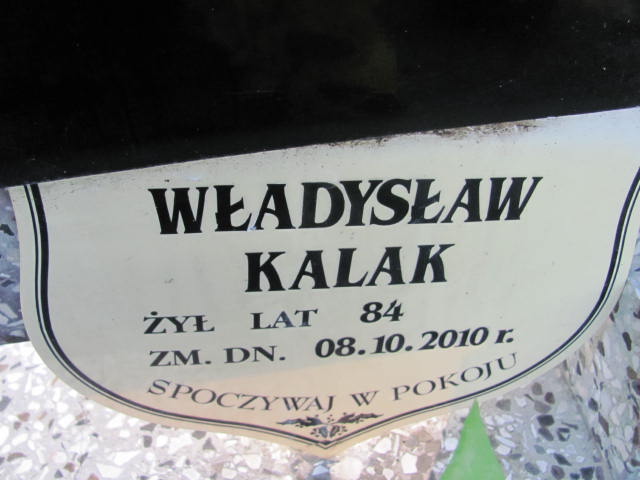 WŁADYSŁAW
KALAK
ŻYŁ LAT 84
ZM. DN. 08.10.2010 r.
SPOCZYWAJ W POKOJU